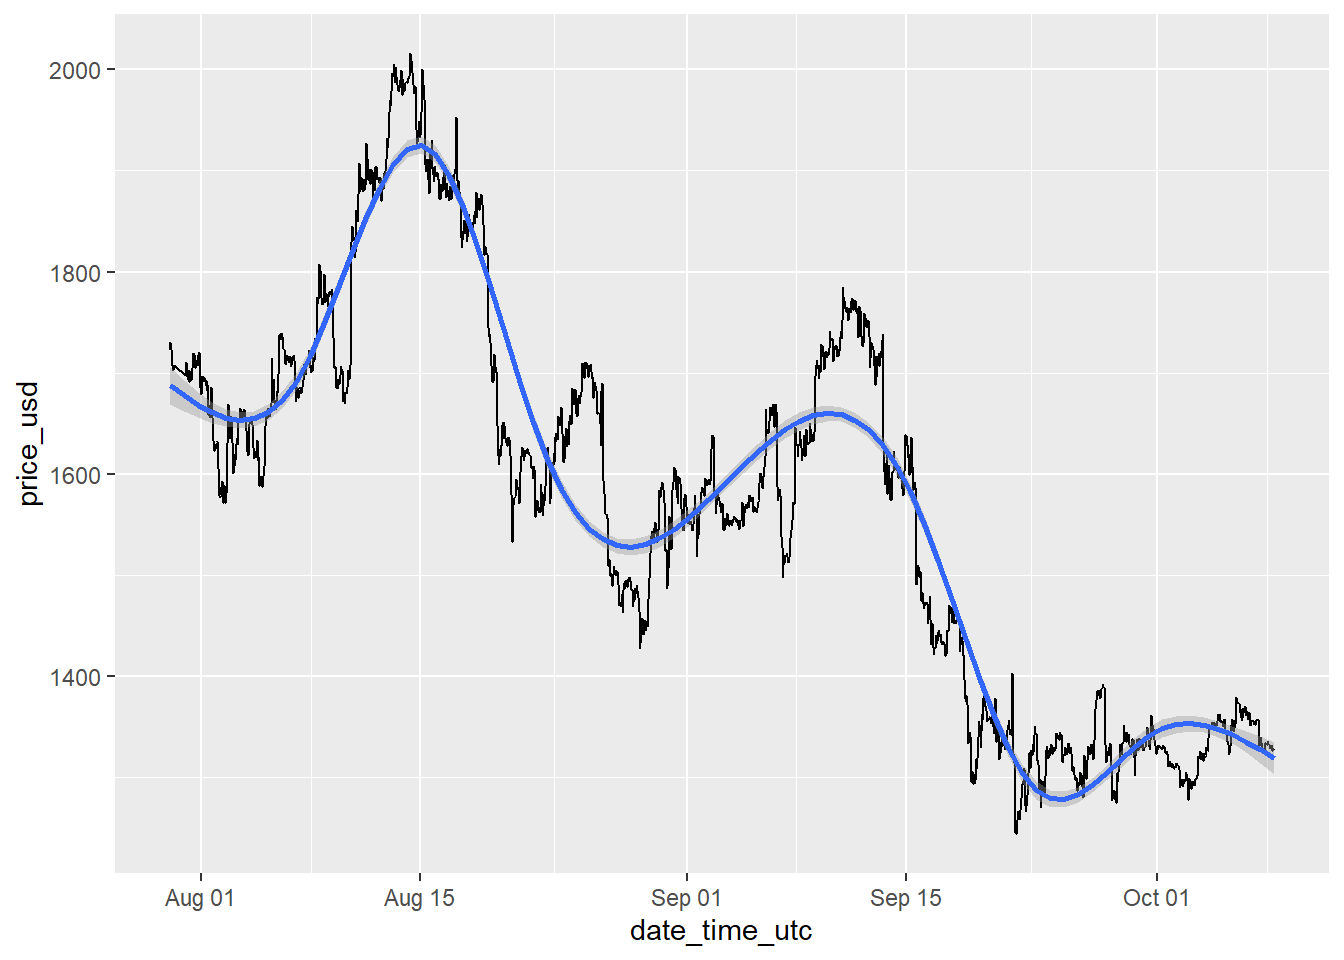 price_usd
2000
1800
1600
1400
Aug 01
Aug 15
Sep 01
Sep 15
Oct 01
date_time_utc